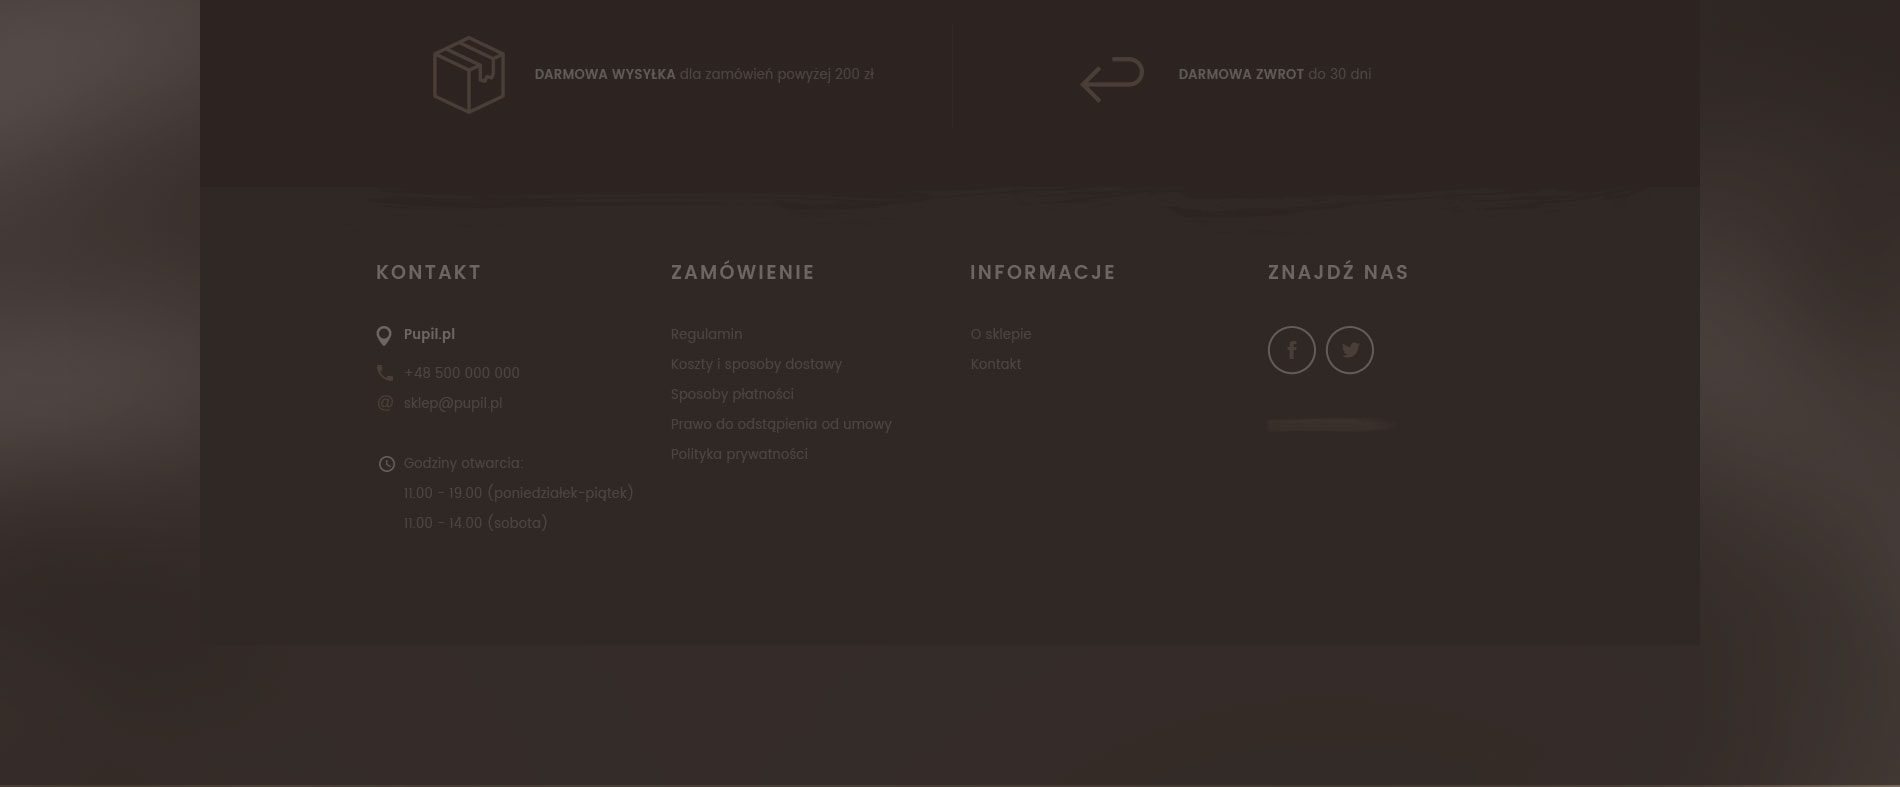 DARMOWA WYSYŁKA dla zamówień powyżej 200 zł
DARMOWA ZWROT do 30 dni
KONTAKT
Pupil.pl
+48 500 000 000
sklep@pupil.pl
Godziny otwarcia:
11.00 - 19.00 (poniedziałek-piątek)
11.00 - 14.00 (sobota)
ZAMÓWIENIE
Regulamin
Koszty i sposoby dostawy
Sposoby płatności
Prawo do odstąpienia od umowy
Polityka prywatności
INFORMACJE
O sklepie
Kontakt
ZNAJDŹ NAS